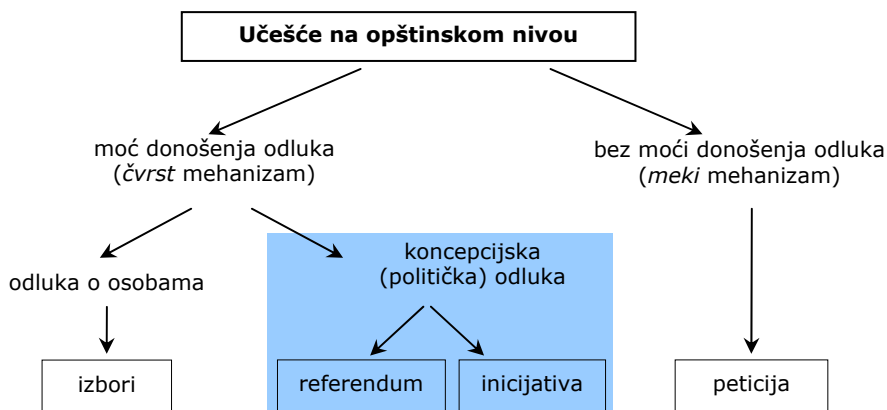 Učešće na opštinskom nivou
moć donošenja odluka
(čvrst mehanizam)
bez moći donošenja odluka
(meki mehanizam)
odluka o osobama
koncepcijska
(politička) odluka
izbori
referendum
inicijativa
peticija